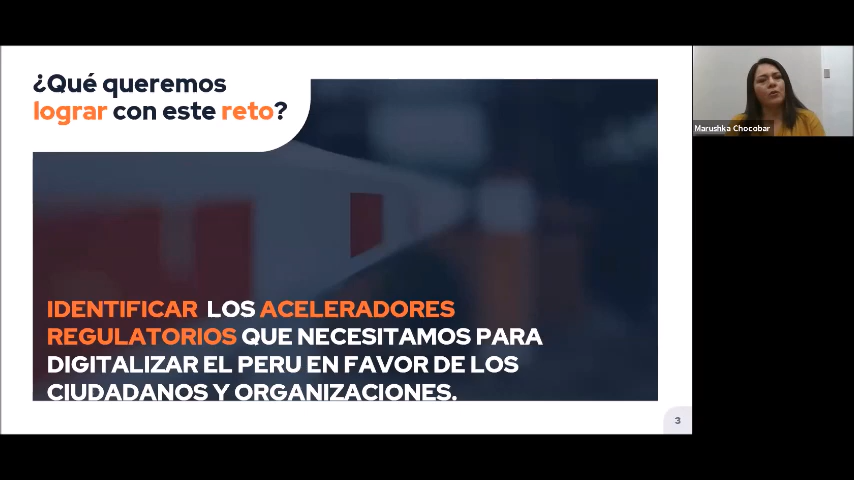 ¿Qué queremos
lograr con este reto?
IDENTIFICAR LOS ACELERADORES
REGULATORIOS QUE NECESITAMOS PARA
DIGITALIZAR EL PERU EN FAVOR DE LOS
CIUDADANOS Y ORGANIZACIONES.
3
Marushka Chocobar